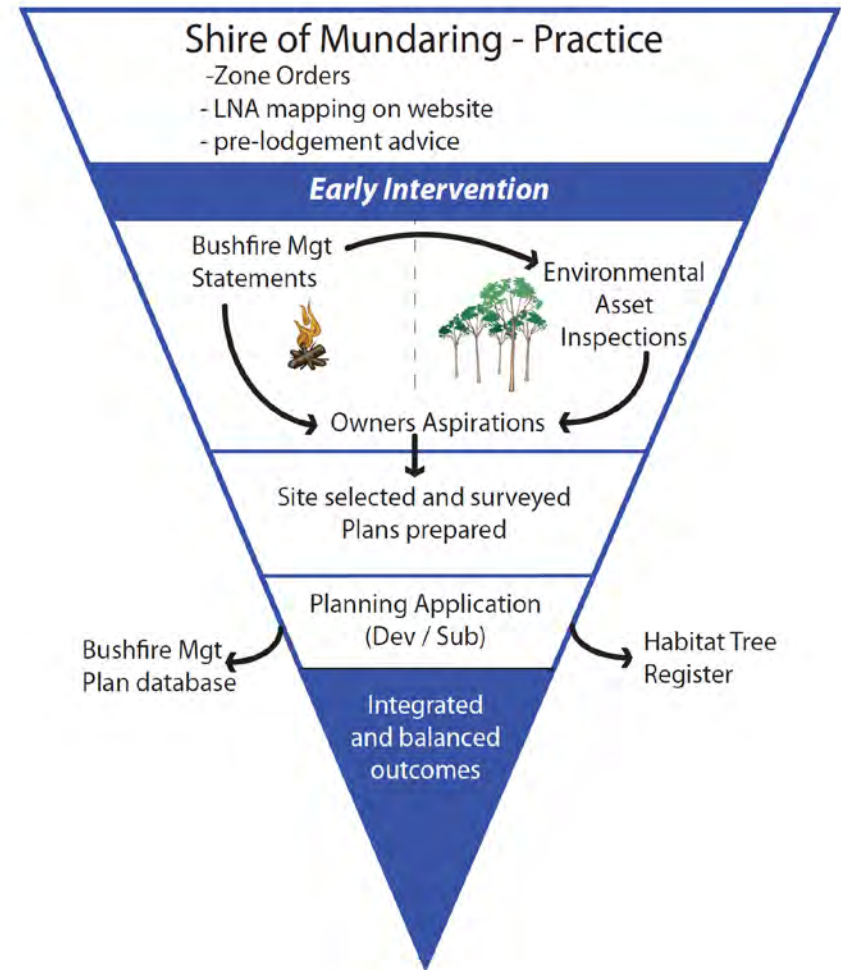 Shire of Mundaring - Practice
-Zone Orders
- LNA mapping on website
- pre-lodgement advice
Early Intervention
Bushfire Mgt
Statements
Environmental
Asset
Inspections
Owners Aspirations
Site selected and surveyed
Plans prepared
Planning Application
(Dev / Sub)
Bushfire Mgt
Plan database
Habitat Tree
Register
Integrated
and balanced
outcomes